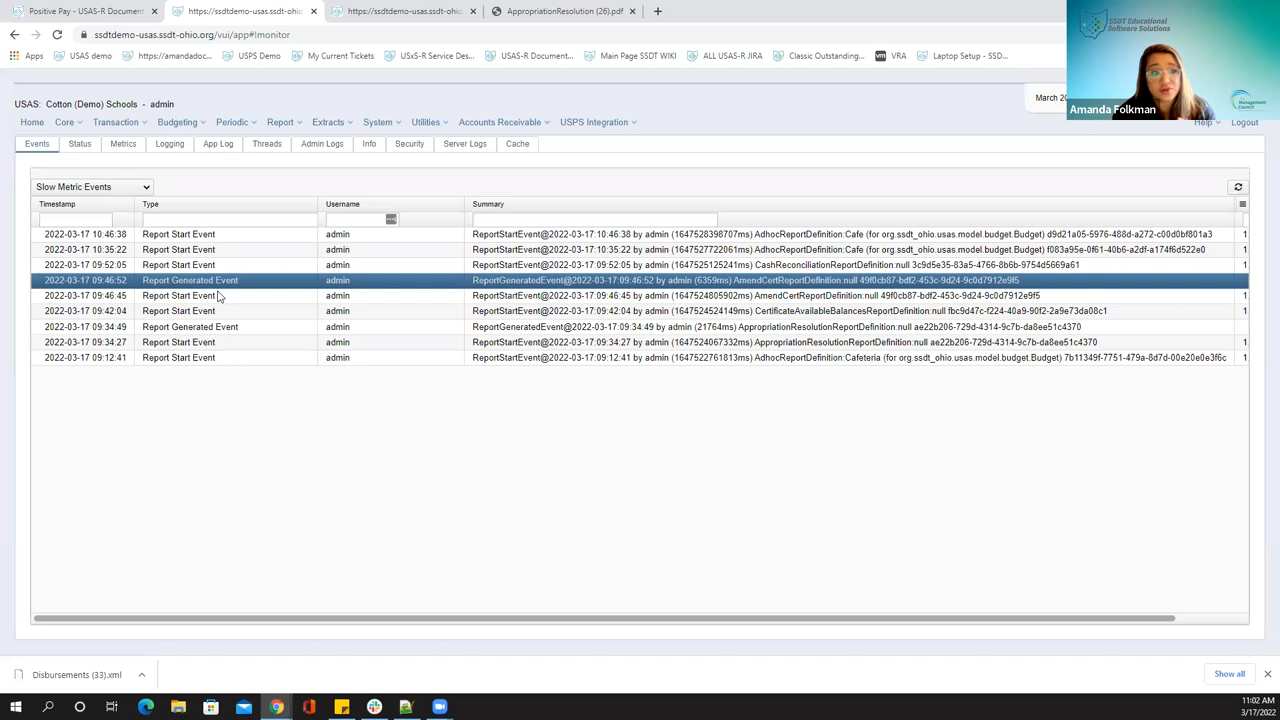 Positive Pay - USAS-R Document
https://ssdtdemo-usas.ssdt-ohio
https://ssdtdemo-usas.ssdt-ohio
AppropriationResolution (26).pdf
ssdtdemo-usas.ssdt-ohio.org/vui/app#!monitor
Apps
USAS demo
https://amandadoc...
USPS Demo
My Current Tickets
USxS-R Service Des...
USAS-R Document...
Main Page SSDT WIKI
ALL USAS-R JIRA
Classic Outstanding...
vm VRA
Laptop Setup - SSD...
SSDT Educational
Software Solutions
Management
Council
Amanda Folkman
USAS: Cotton (Demo) Schools - admin
March 20
Home Core Transaction Budgeting Periodic Report Extracts System Utilities Accounts Receivable USPS Integration Help Logout
Events Status Metrics Logging App Log Threads Admin Logs Info Security Server Logs Cache
Slow Metric Events
Timestamp Type Username Summary
2022-03-17 10:46:38 Report Start Event admin ReportStartEvent@2022-03-17:10:46:38 by admin (1647528398707ms) AdhocReportDefinition:Cafe (for org.ssdt_ohio.usas.model.budget.Budget) d9d21a05-5976-488d-a272-c00d0bf801a3
2022-03-17 10:35:22 Report Start Event admin ReportStartEvent@2022-03-17:10:35:22 by admin (1647527722061ms) AdhocReportDefinition:Cafe (for org.ssdt_ohio.usas.model.budget.Budget) f083a95e-0f61-40b6-a2df-a174f6d522e0
2022-03-17 09:52:05 Report Start Event admin ReportStartEvent@2022-03-17:09:52:05 by admin (1647525125241ms) CashReconciliationReportDefinition:null 3c9d5e35-83a5-4766-8b6b-9754d5669a61
2022-03-17 09:46:52 Report Generated Event admin ReportGeneratedEvent@2022-03-17:09:46:52 by admin (6359ms) AmendCertReportDefinition:null 49f0cb87-bdf2-453c-9d24-9c0d7912e9f5
2022-03-17 09:46:45 Report Start Event admin ReportStartEvent@2022-03-17:09:46:45 by admin (1647524805902ms) AmendCertReportDefinition:null 49f0cb87-bdf2-453c-9d24-9c0d7912e9f5
2022-03-17 09:42:04 Report Start Event admin ReportStartEvent@2022-03-17:09:42:04 by admin (1647524524149ms) CertificateAvailableBalancesReportDefinition:null fbc9d47c-f224-40a9-90f2-2a9e73da08c1
2022-03-17 09:34:49 Report Generated Event admin ReportGeneratedEvent@2022-03-17:09:34:49 by admin (21764ms) AppropriationResolutionReportDefinition:null ae22b206-729d-4314-9c7b-da8ee51c4370
2022-03-17 09:34:27 Report Start Event admin ReportStartEvent@2022-03-17:09:34:27 by admin (1647524067332ms) AppropriationResolutionReportDefinition:null ae22b206-729d-4314-9c7b-da8ee51c4370
2022-03-17 09:12:41 Report Start Event admin ReportStartEvent@2022-03-17:09:12:41 by admin (1647522761813ms) AdhocReportDefinition:Cafeteria (for org.ssdt_ohio.usas.model.budget.Budget) 7b11349f-7751-479a-8d7d-00e20e0e3f6c
Disbursements (33).xml
Show all
11:02 AM
3/17/2022